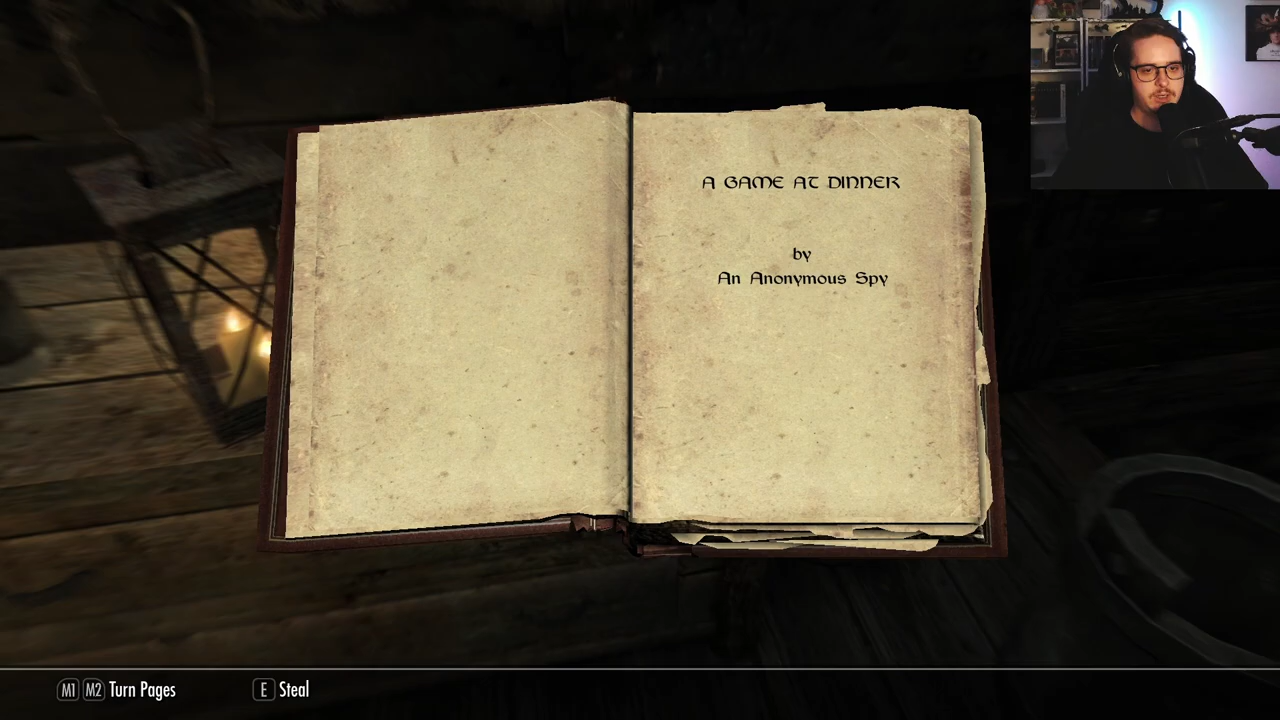 A GAME AT DINNER
by
An Anonymous Spy
M1 M2 Turn Pages
E Steal